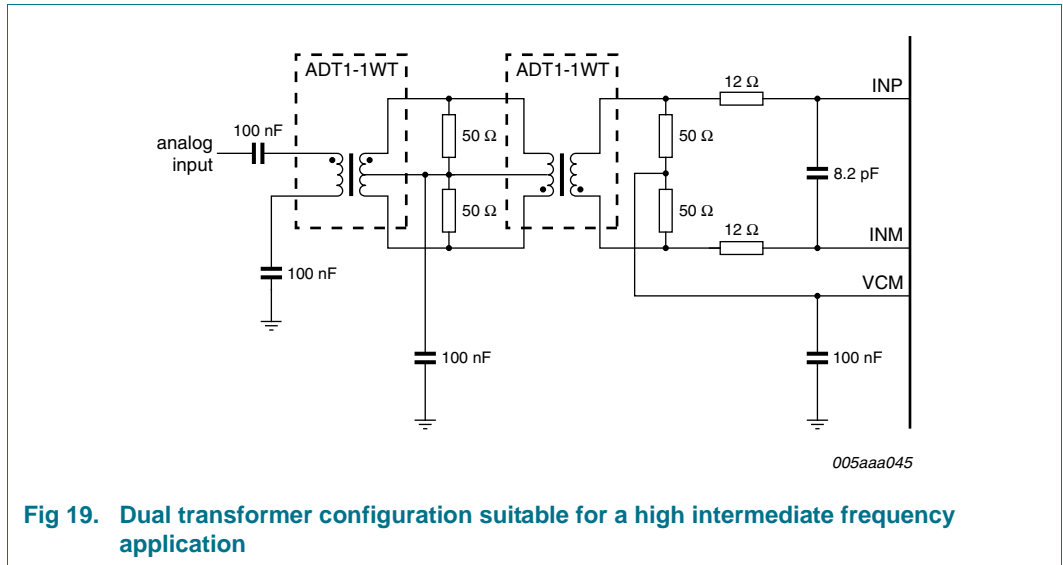 ADT1-1WT
ADT1-1WT
12 Ω
INP
100 nF
analog
input
50 Ω
50 Ω
8.2 pF
50 Ω
50 Ω
12 Ω
INM
100 nF
VCM
100 nF
100 nF
005aaa045
Fig 19. Dual transformer configuration suitable for a high intermediate frequency
application